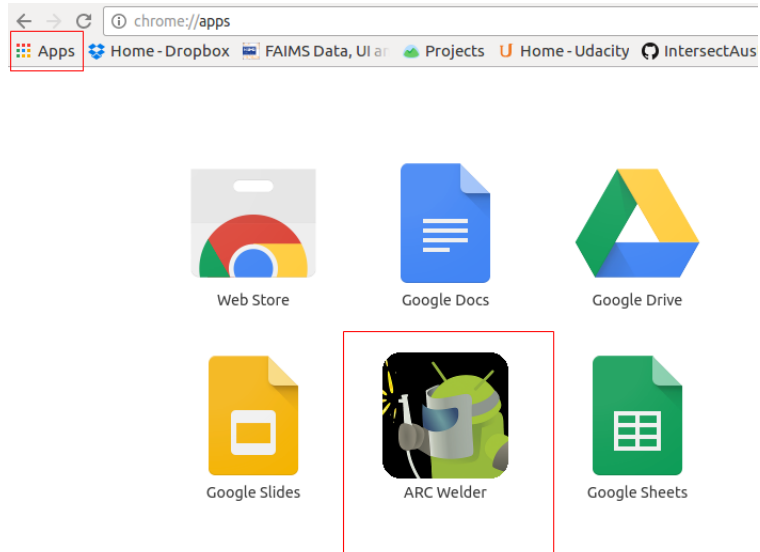 chrome://apps
Apps Home - Dropbox FAIMS Data, UI Projects Home - Udacity IntersectAus
Web Store Google Docs Google Drive
Google Slides ARC Welder Google Sheets